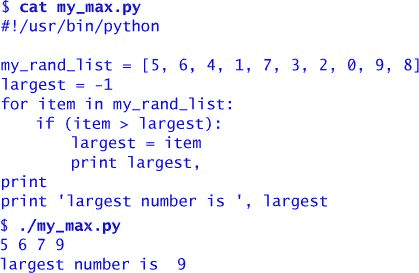 $ cat my_max.py
#!/usr/bin/python

my_rand_list = [5, 6, 4, 1, 7, 3, 2, 0, 9, 8]
largest = -1
for item in my_rand_list:
    if (item > largest):
        largest = item
        print largest,
print
print 'largest number is ', largest
$ ./my_max.py
5 6 7 9
largest number is  9